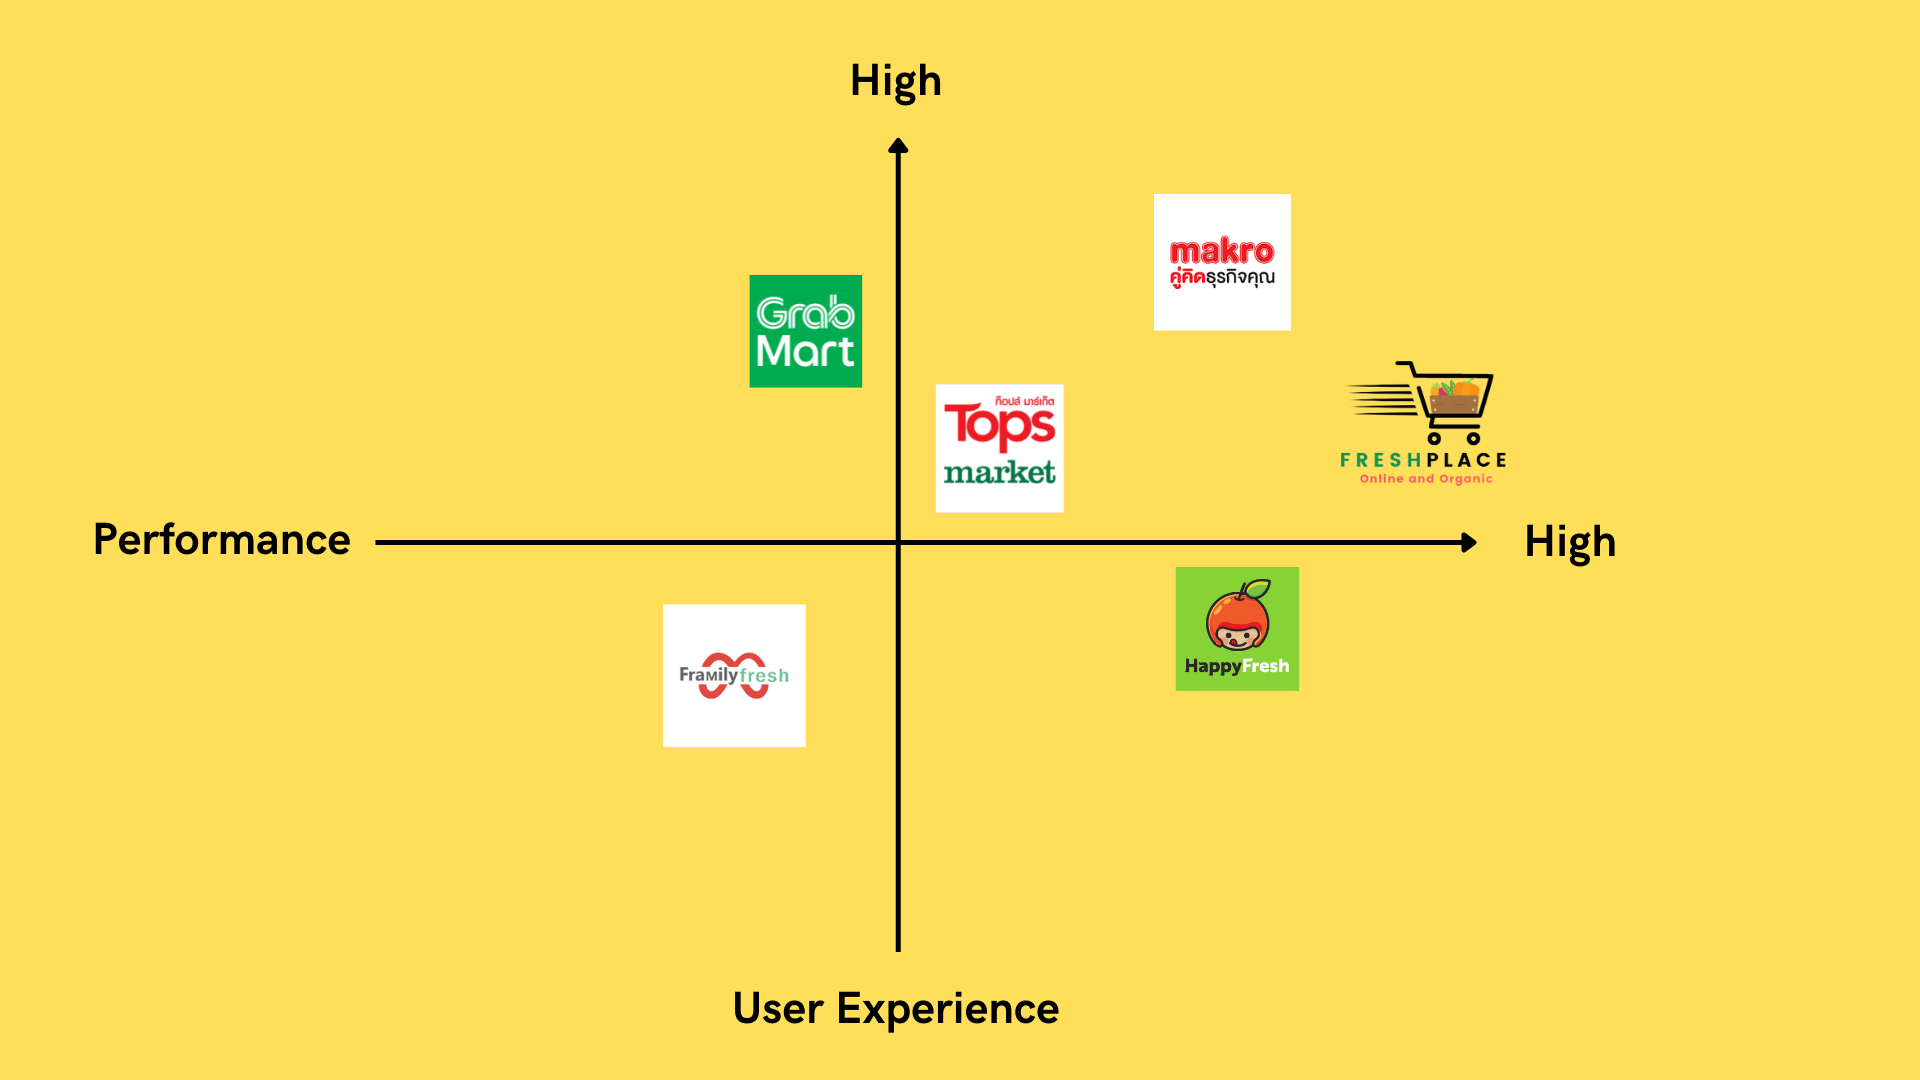 High
makro
คู่คิดธุรกิจคุณ
Grab
Mart
ท็อปส์ มาร์เก็ต
Tops
market
FRESHPLACE
Online and Organic
Performance
High
HappyFresh
Framilyfresh
User Experience